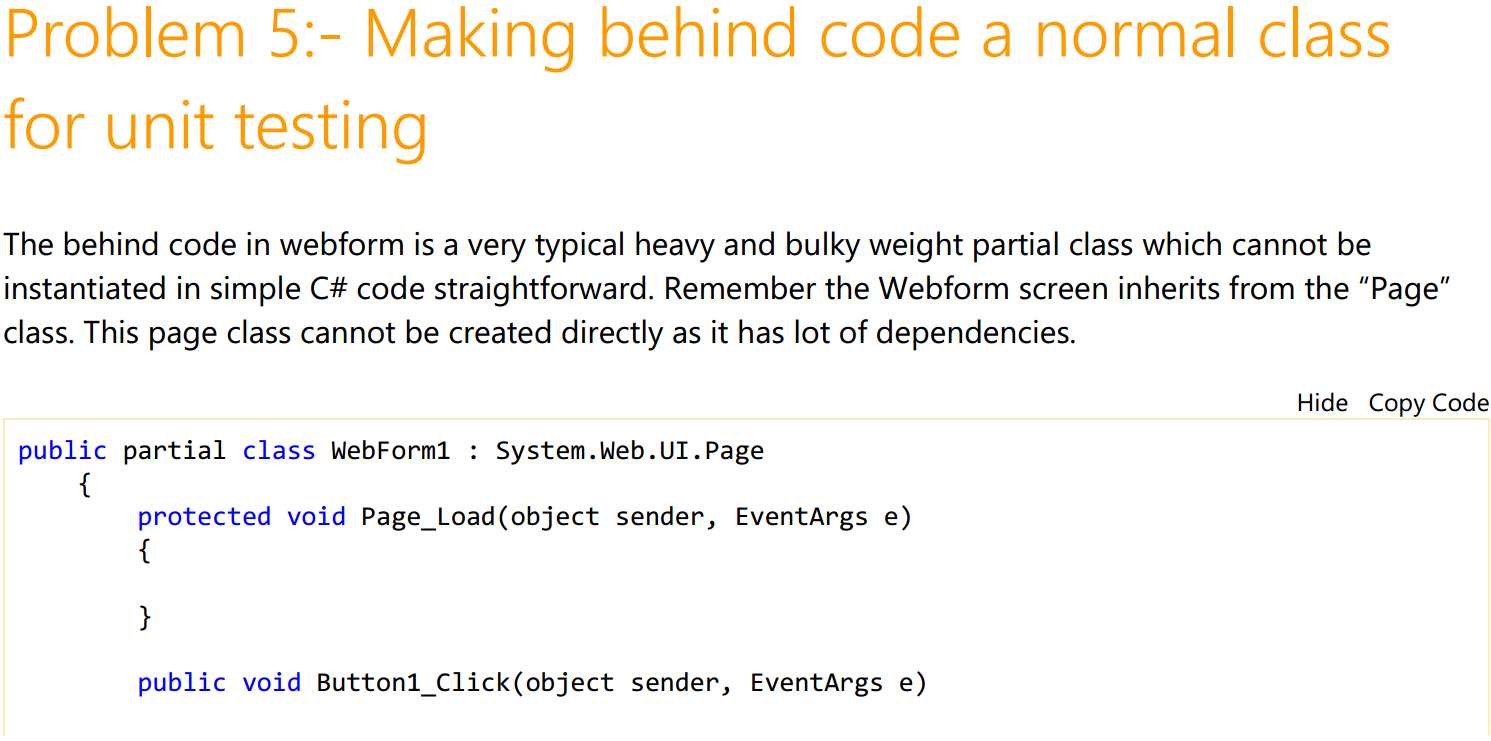 Problem 5:- Making behind code a normal class
for unit testing
The behind code in webform is a very typical heavy and bulky weight partial class which cannot be
instantiated in simple C# code straightforward. Remember the Webform screen inherits from the “Page”
class. This page class cannot be created directly as it has lot of dependencies.
Hide Copy Code
public partial class WebForm1 : System.Web.UI.Page
{
protected void Page_Load(object sender, EventArgs e)
{
}
public void Button1_Click(object sender, EventArgs e)